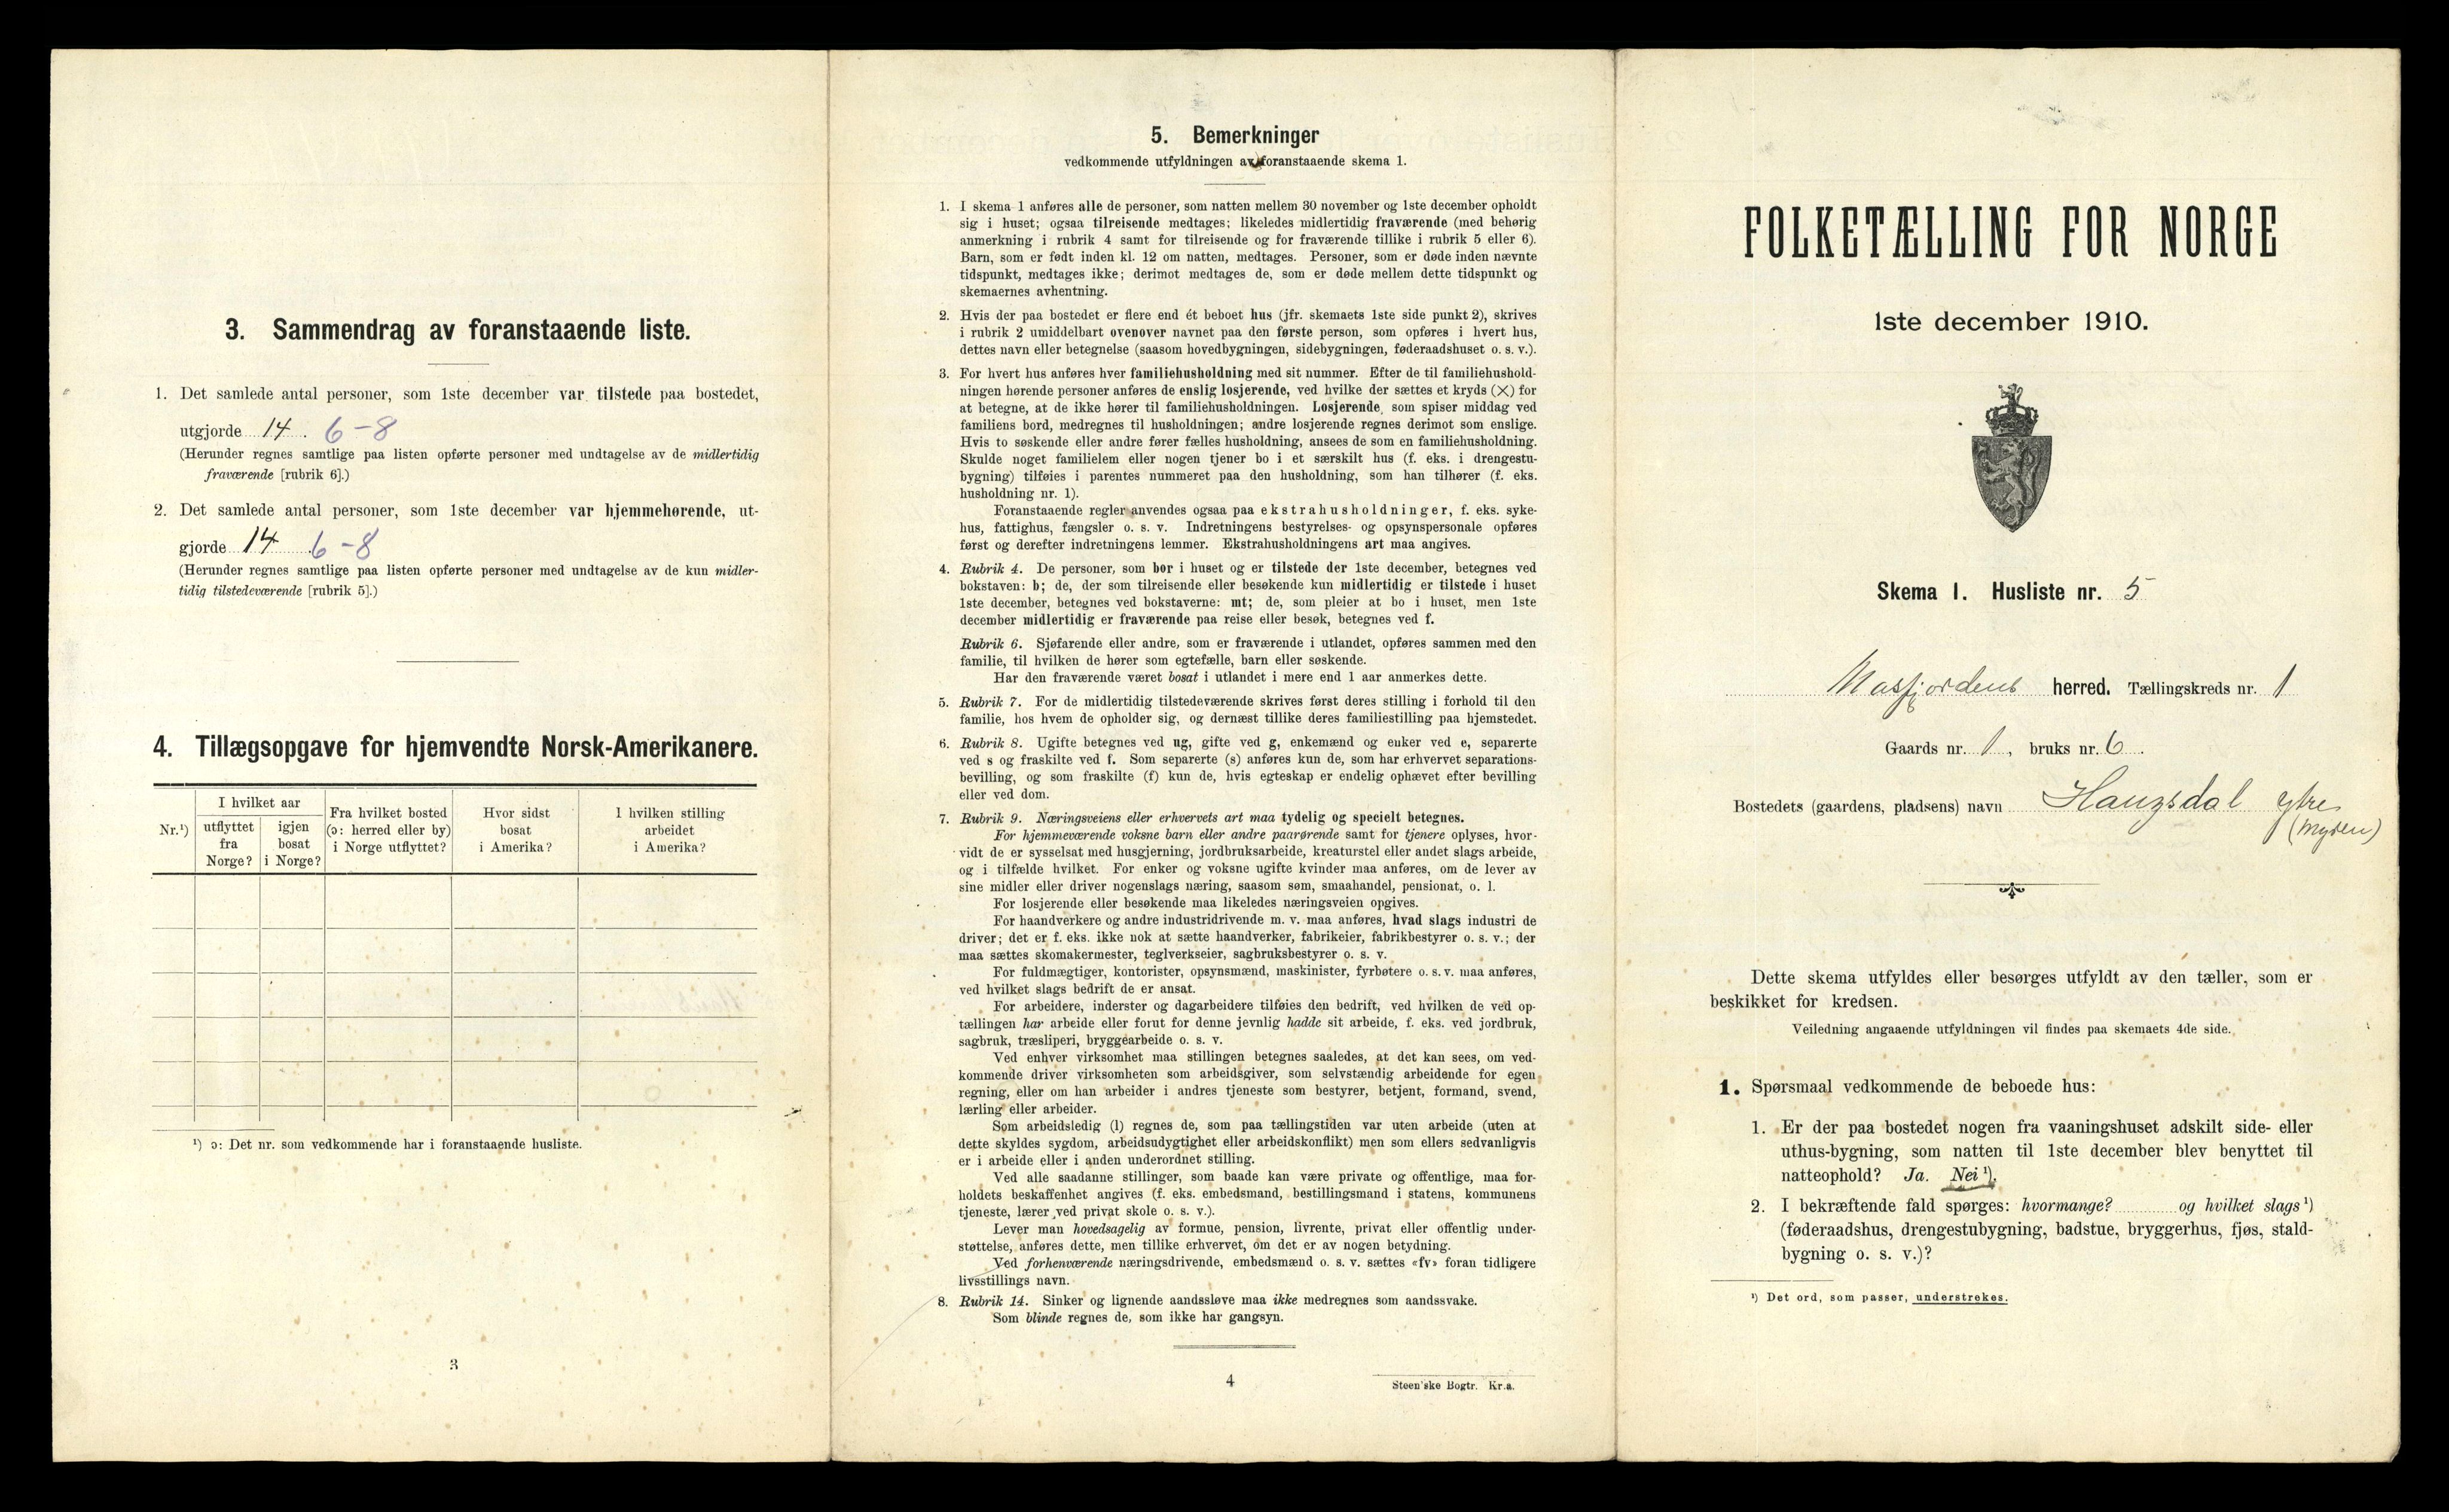 3. Sammendrag av foranstaaende liste.
1. Det samlede antal personer, som 1ste december var tilstede paa bostedet,
utgjorde 14. 6-8
(Herunder regnes samtlige paa listen opførte personer med undtagelse av de midlertidig
fraværende [rubrik 6].)
2. Det samlede antal personer, som 1ste december var hjemmehørende, ut-
gjorde 14 6-8
(Herunder regnes samtlige paa listen opførte personer med undtagelse av de kun midler-
tidig tilstedeværende [rubrik 5].)
4. Tillægsopgave for hjemvendte Norsk-Amerikanere.
Nr.¹)
I hvilket aar
utflyttet
fra
Norge?
igjen
bosat
i Norge?
Fra hvilket bosted
(ɔ: herred eller by)
i Norge utflyttet?
Hvor sidst
bosat
i Amerika?
I hvilken stilling
arbeidet
i Amerika?
¹) ɔ: Det nr. som vedkommende har i foranstaaende husliste.
3
5. Bemerkninger
vedkommende utfyldningen av foranstaaende skema 1.
1. I skema 1 anføres alle de personer, som natten mellem 30 november og 1ste december opholdt
sig i huset; ogsaa tilreisende medtages; likeledes midlertidig fraværende (med behørig
anmerkning i rubrik 4 samt for tilreisende og for fraværende tillike i rubrik 5 eller 6).
Barn, som er født inden kl. 12 om natten, medtages. Personer, som er døde inden nævnte
tidspunkt, medtages ikke; derimot medtages de, som er døde mellem dette tidspunkt og
skemaernes avhentning.
2. Hvis der paa bostedet er flere end ét beboet hus (jfr. skemaets 1ste side punkt 2), skrives
i rubrik 2 umiddelbart ovenover navnet paa den første person, som opføres i hvert hus,
dettes navn eller betegnelse (saasom hovedbygningen, sidebygningen, føderaadshuset o. s. v.).
3. For hvert hus anføres hver familiehusholdning med sit nummer. Efter de til familiehushold-
ningen hørende personer anføres de enslig losjerende, ved hvilke der sættes et kryds (×) for
at betegne, at de ikke hører til familiehusholdningen. Losjerende, som spiser middag ved
familiens bord, medregnes til husholdningen; andre losjerende regnes derimot som enslige.
Hvis to søskende eller andre fører fælles husholdning, ansees de som en familiehusholdning.
Skulde noget familielem eller nogen tjener bo i et særskilt hus (f. eks. i drengestu-
bygning) tilføies i parentes nummeret paa den husholdning, som han tilhører (f. eks.
husholdning nr. 1).
Foranstaaende regler anvendes ogsaa paa ekstrahusholdninger, f. eks. syke-
hus, fattighus, fængsler o. s. v. Indretningens bestyrelses- og opsynspersonale opføres
først og derefter indretningens lemmer. Ekstrahusholdningens art maa angives.
4. Rubrik 4. De personer, som bor i huset og er tilstede der 1ste december, betegnes ved
bokstaven: b; de, der som tilreisende eller besøkende kun midlertidig er tilstede i huset
1ste december, betegnes ved bokstaverne: mt; de, som pleier at bo i huset, men 1ste
december midlertidig er fraværende paa reise eller besøk, betegnes ved f.
Rubrik 6. Sjøfarende eller andre, som er fraværende i utlandet, opføres sammen med den
familie, til hvilken de hører som egtefælle, barn eller søskende.
Har den fraværende været bosat i utlandet i mere end 1 aar anmerkes dette.
5. Rubrik 7. For de midlertidig tilstedeværende skrives først deres stilling i forhold til den
familie, hos hvem de opholder sig, og dernæst tillike deres familiestilling paa hjemstedet.
6. Rubrik 8. Ugifte betegnes ved ug, gifte ved g, enkemænd og enker ved e, separerte
ved s og fraskilte ved f. Som separerte (s) anføres kun de, som har erhvervet separations-
bevilling, og som fraskilte (f) kun de, hvis egteskap er endelig ophævet efter bevilling
eller ved dom.
7. Rubrik 9. Næringsveiens eller erhvervets art maa tydelig og specielt betegnes.
For hjemmeværende voksne barn eller andre paarørende samt for tjenere oplyses, hvor-
vidt de er sysselsat med husgjerning, jordbruksarbeide, kreaturstel eller andet slags arbeide,
og i tilfælde hvilket. For enker og voksne ugifte kvinder maa anføres, om de lever av
sine midler eller driver nogenslags næring, saasom søm, smaahandel, pensionat, o. l.
For losjerende eller besøkende maa likeledes næringsveien opgives.
For haandverkere og andre industridrivende m. v. maa anføres, hvad slags industri de
driver; det er f. eks. ikke nok at sætte haandverker, fabrikeier, fabrikbestyrer o. s. v.; der
maa sættes skomakermester, teglverkseier, sagbruksbestyrer o. s. v.
For fuldmægtiger, kontorister, opsynsmænd, maskinister, fyrbøtere o. s. v. maa anføres,
ved hvilket slags bedrift de er ansat.
For arbeidere, inderster og dagarbeidere tilføies den bedrift, ved hvilken de ved op-
tællingen har arbeide eller forut for denne jevnlig hadde sit arbeide, f. eks. ved jordbruk,
sagbruk, træsliperi, bryggearbeide o. s. v.
Ved enhver virksomhet maa stillingen betegnes saaledes, at det kan sees, om ved-
kommende driver virksomheten som arbeidsgiver, som selvstændig arbeidende for egen
regning, eller om han arbeider i andres tjeneste som bestyrer, betjent, formand, svend,
lærling eller arbeider.
Som arbeidsledig (l) regnes de, som paa tællingstiden var uten arbeide (uten at
dette skyldes sygdom, arbeidsudygtighet eller arbeidskonflikt) men som ellers sedvanligvis
er i arbeide eller i anden underordnet stilling.
Ved alle saadanne stillinger, som baade kan være private og offentlige, maa for-
holdets beskaffenhet angives (f. eks. embedsmand, bestillingsmand i statens, kommunens
tjeneste, lærer ved privat skole o. s. v.).
Lever man hovedsagelig av formue, pension, livrente, privat eller offentlig under-
støttelse, anføres dette, men tillike erhvervet, om det er av nogen betydning.
Ved forhenværende næringsdrivende, embedsmænd o. s. v. sættes «fv» foran tidligere
livsstillings navn.
8. Rubrik 14. Sinker og lignende aandssløve maa ikke medregnes som aandssvake.
Som blinde regnes de, som ikke har gangsyn.
4
Steen'ske Bogtr. Kr.a.
FOLKETÆLLING FOR NORGE
1ste december 1910.
Skema 1. Husliste nr. 5
Masfjordens herred. Tællingskreds nr. 1
Gaards nr. 1, bruks nr. 6.
Bostedets (gaardens, pladsens) navn Haugsdal ytre
(Myren)
Dette skema utfyldes eller besørges utfyldt av den tæller, som er
beskikket for kredsen.
Veiledning angaaende utfyldningen vil findes paa skemaets 4de side.
1. Spørsmaal vedkommende de beboede hus:
1. Er der paa bostedet nogen fra vaaningshuset adskilt side- eller
uthus-bygning, som natten til 1ste december blev benyttet til
natteophold? Ja. Nei ¹).
2. I bekræftende fald spørges: hvormange? og hvilket slags ¹)
(føderaadshus, drengestubygning, badstue, bryggerhus, fjøs, stald-
bygning o. s. v.)?
¹) Det ord, som passer, understrekes.